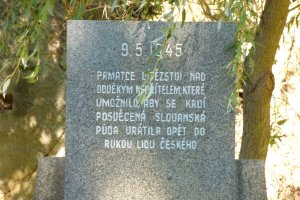 9.5.1945
PAMÁTCE VÍTĚZSTVÍ NAD
ODVĚKÝM NEPŘÍTELEM, KTERÉ
UMOŽNILO, ABY SE KRVÍ
POSVĚCENÁ SLOVANSKÁ
PŮDA VRÁTILA OPĚT DO
RUKOU LIDU ČESKÉHO.